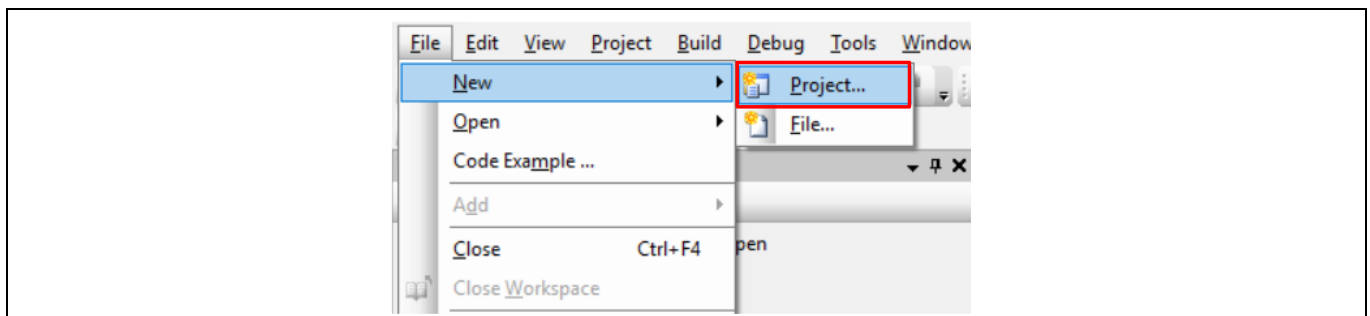 File Edit View Project Build Debug Tools Window
New Project...
Open File...
Code Example ...
Add
Close Ctrl+F4 pen
Close Workspace